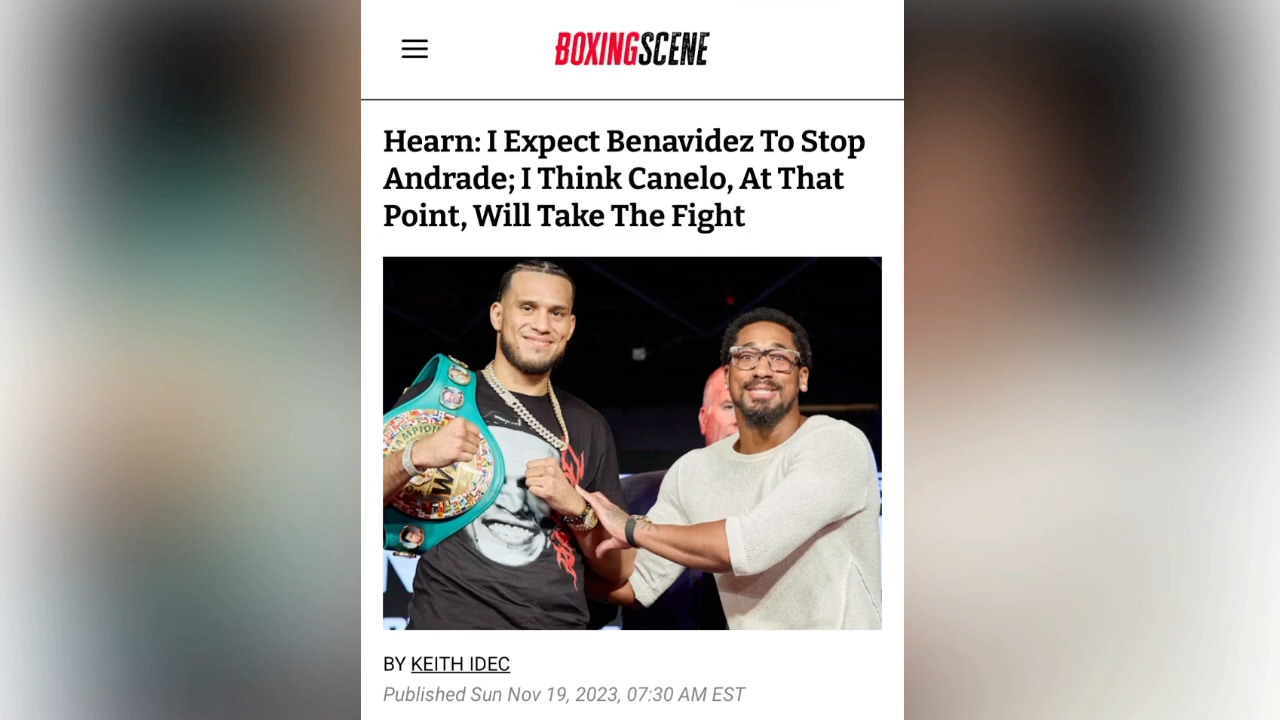 BOXINGSCENE
Hearn: I Expect Benavidez To Stop
Andrade; I Think Canelo, At That
Point, Will Take The Fight
CHAMPION
W
BY KEITH IDEC
Published Sun Nov 19, 2023, 07:30 AM EST